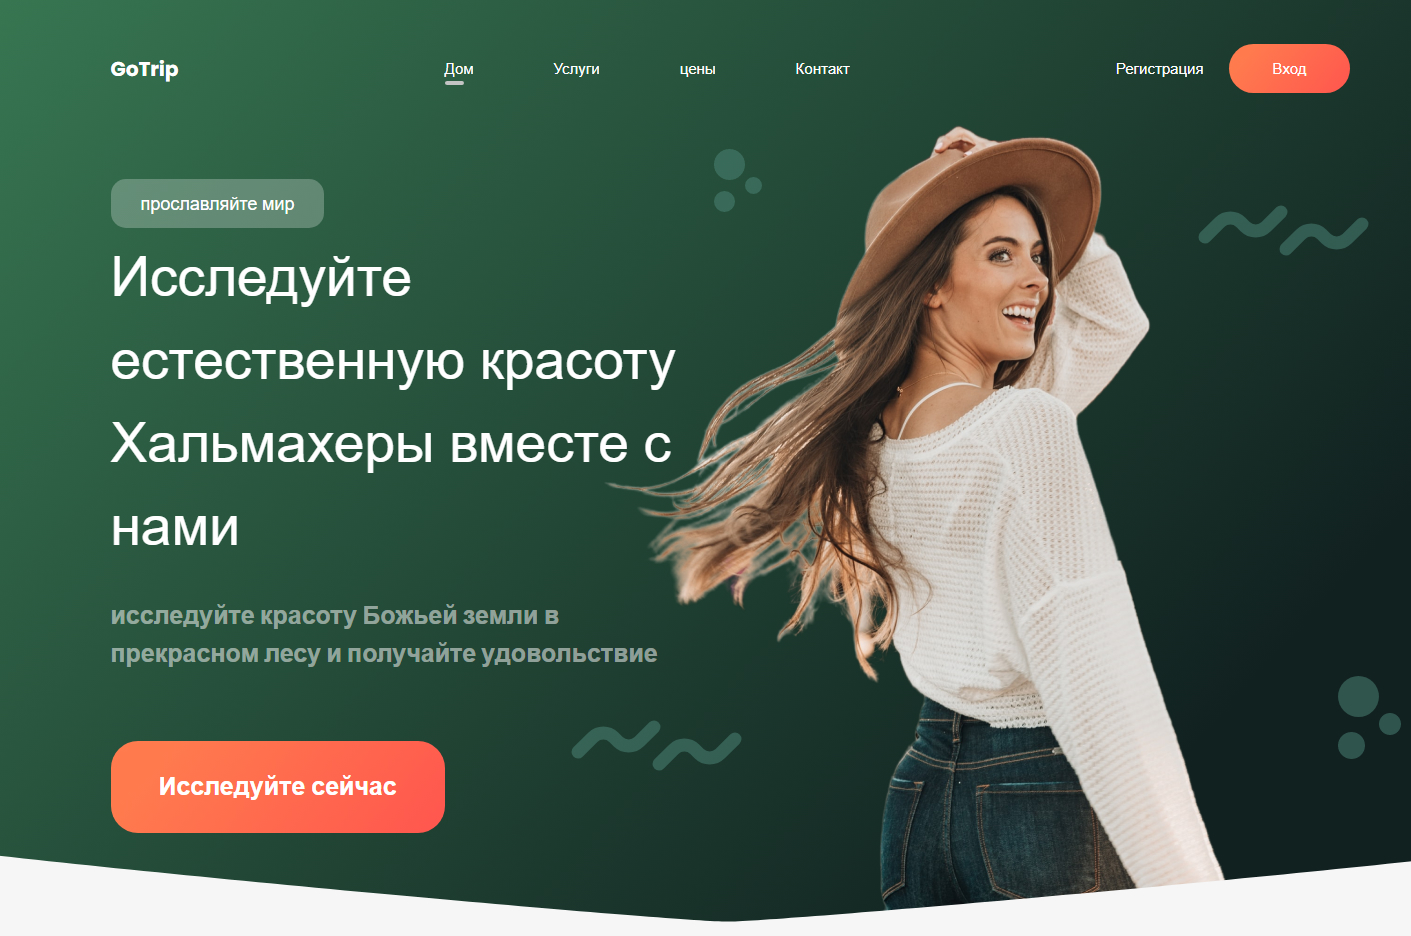 GoTrip
Дом
Услуги
цены
Контакт
Регистрация
Вход
прославляйте мир
Исследуйте
естественную красоту
Хальмахеры вместе с
нами
исследуйте красоту Божьей земли в
прекрасном лесу и получайте удовольствие
Исследуйте сейчас